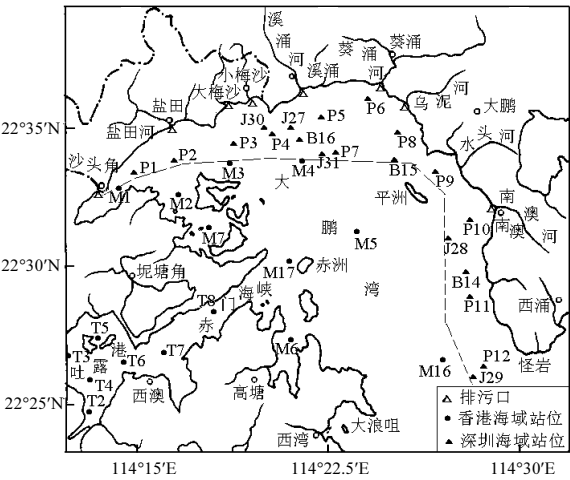 溪涌河
葵涌河
葵涌
小梅沙
溪涌
大梅沙
盐田
乌泥河
大鹏
22°35′N
盐田河
J30
J27
P5
P6
P4
B16
P3
P8
水头河
沙头角
P1
P2
M3
M4
J31
P7
B15
P9
大鹏湾
平洲
M1
M2
M7
M5
南澳
南澳河
P10
J28
22°30′N
坭塘角
M17
赤洲
B14
P11
T8
赤门海峡
西涌
T5
T3
吐露港
T6
T7
M6
M16
P12
J29
怪岩
T4
T2
西澳
高塘
22°25′N
大浪咀
西湾
排污口
香港海域站位
深圳海域站位
114°15′E
114°22.5′E
114°30′E